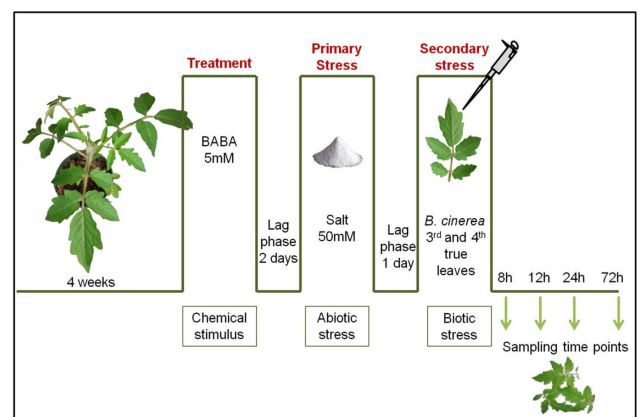 Treatment
Primary
Stress
Secondary
stress
BABA
5mM
Lag
phase
2 days
Salt
50mM
Lag
phase
1 day
B. cinerea
3rd and 4th
true
leaves
4 weeks
8h 12h 24h 72h
Chemical
stimulus
Abiotic
stress
Biotic
stress
Sampling time points